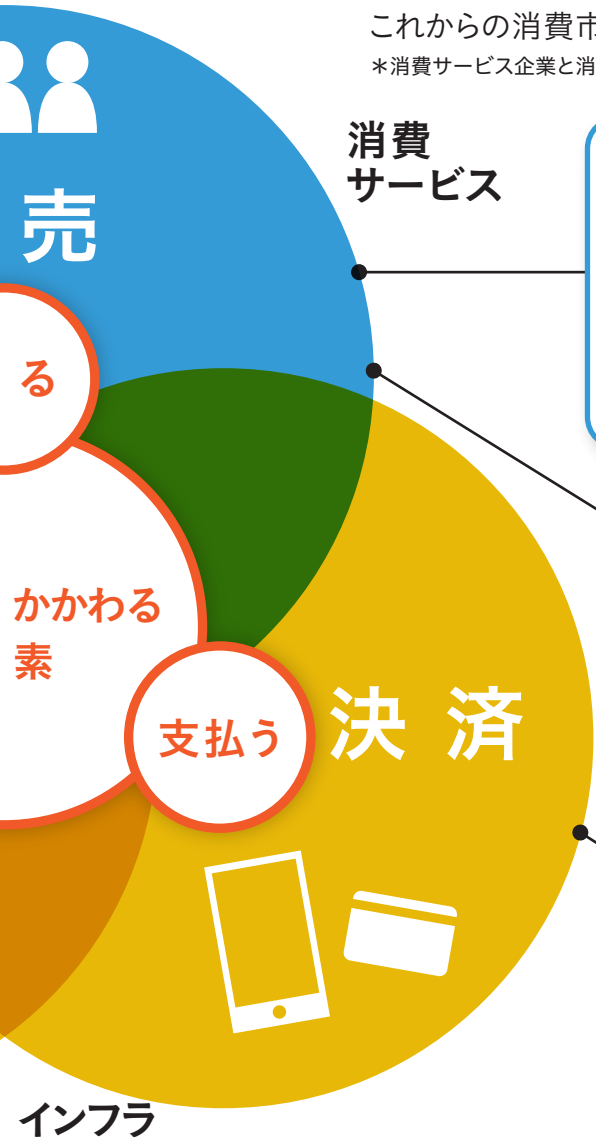 これからの消費市
＊消費サービス企業と消
消費
サービス
売
る
かかわる
素
支払う
決済
インフラ